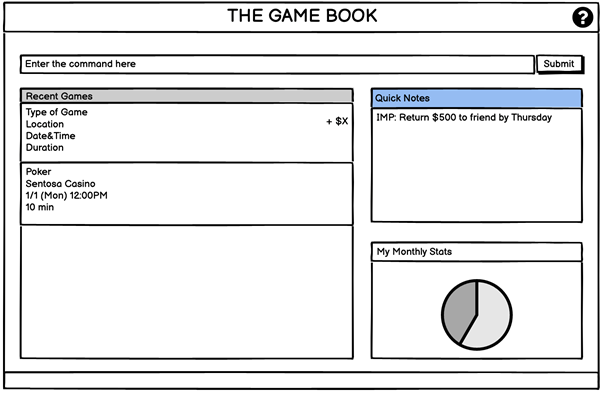 THE GAME BOOK
?
Enter the command here
Submit
Recent Games
Type of Game
Location
+ $X
Date&Time
Duration
Poker
Sentosa Casino
1/1 (Mon) 12:00PM
10 min
Quick Notes
IMP: Return $500 to friend by Thursday
My Monthly Stats